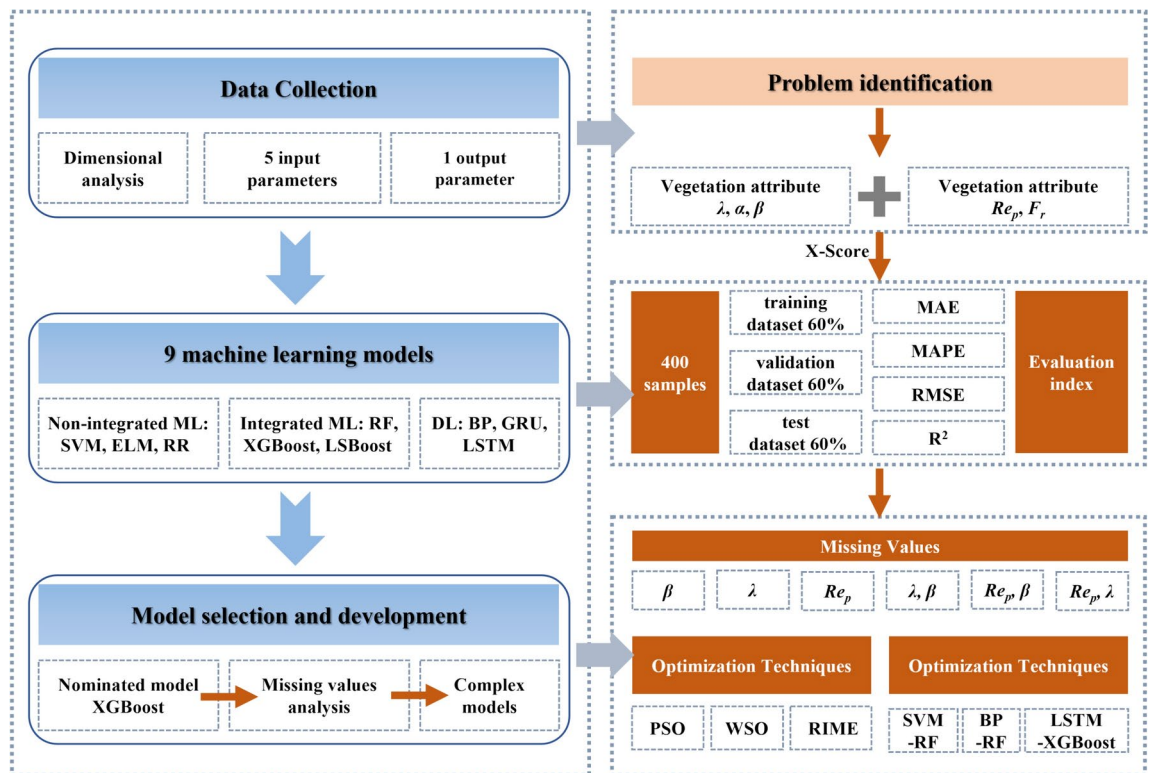 Data Collection
Dimensional
analysis
5 input
parameters
1 output
parameter
9 machine learning models
Non-integrated ML:
SVM, ELM, RR
Integrated ML: RF,
XGBoost, LSBoost
DL: BP, GRU,
LSTM
Model selection and development
Nominated model
XGBoost
Missing values
analysis
Complex
models
Problem identification
Vegetation attribute
λ, α, β
Vegetation attribute
Reₚ, Fᵣ
X-Score
400
samples
training
dataset 60%
validation
dataset 60%
test
dataset 60%
MAE
MAPE
RMSE
R²
Evaluation
index
Missing Values
β
λ
Reₚ
λ, β
Reₚ, β
Reₚ, λ
Optimization Techniques
PSO
WSO
RIME
Optimization Techniques
SVM
-RF
BP
-RF
LSTM
-XGBoost